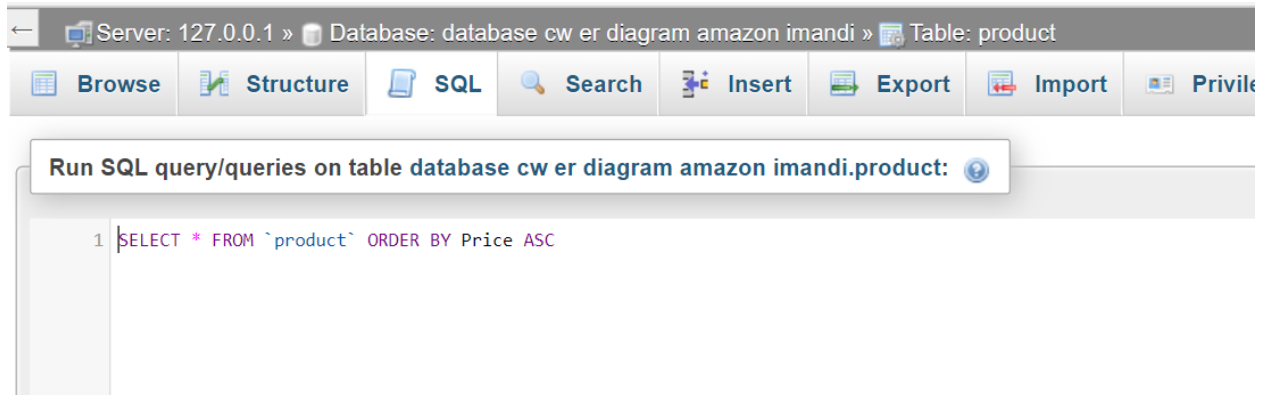 ← Server: 127.0.0.1 » Database: database cw er diagram amazon imandi » Table: product
Browse Structure SQL Search Insert Export Import
Run SQL query/queries on table database cw er diagram amazon imandi.product:
1 SELECT * FROM `product` ORDER BY Price ASC